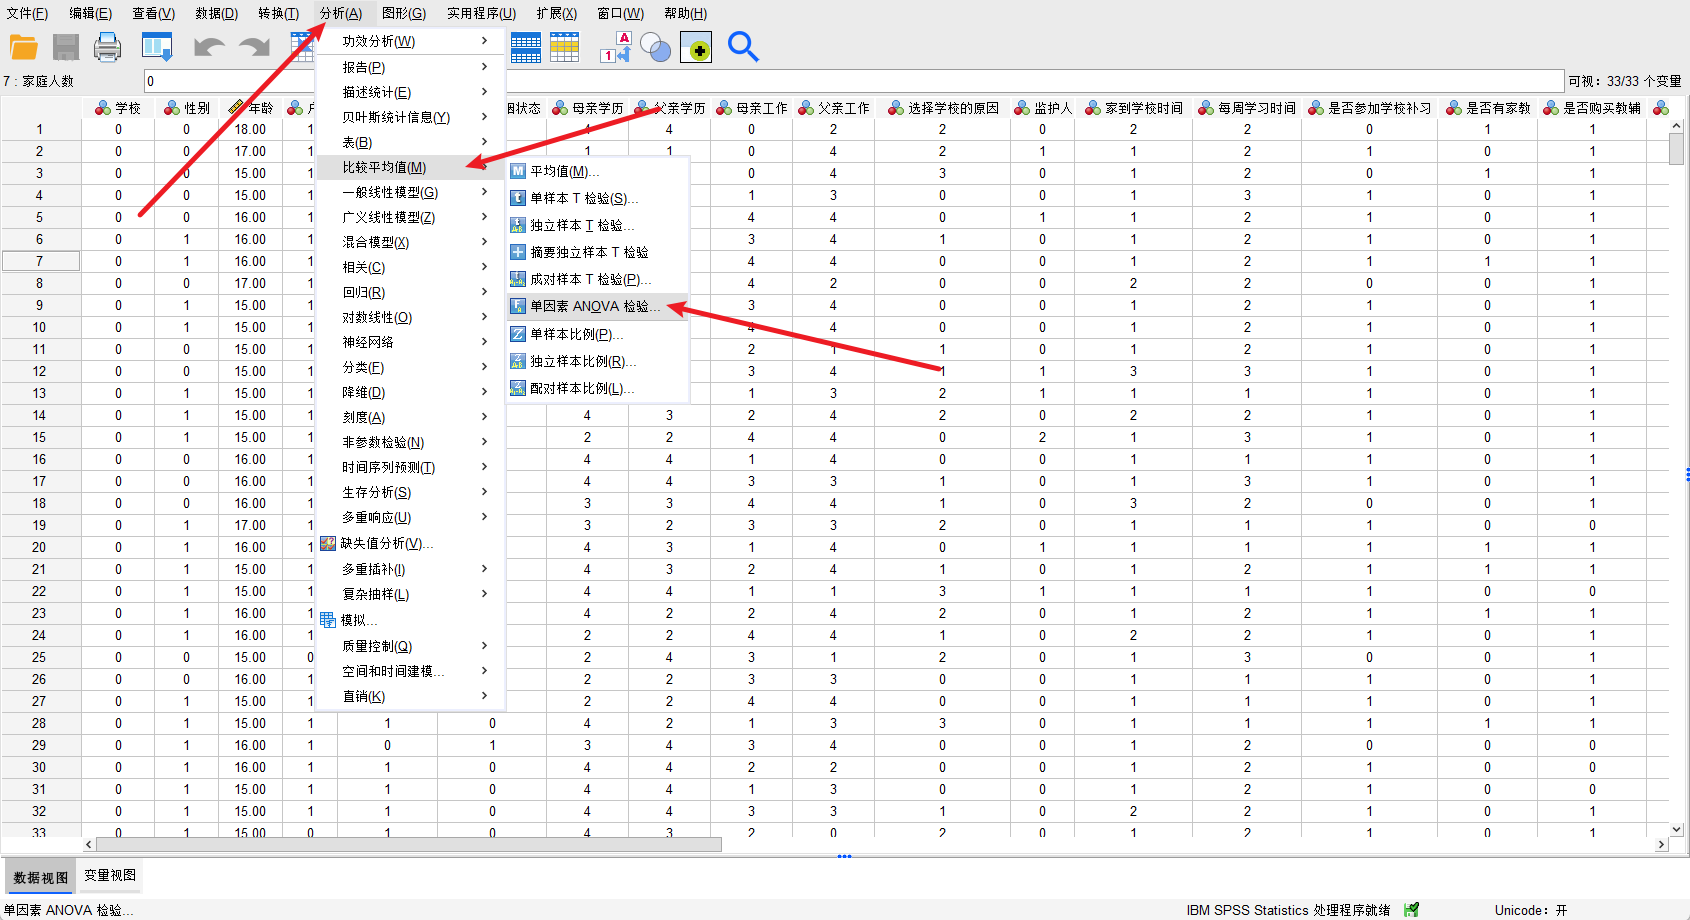 文件(F) 编辑(E) 查看(V) 数据(D) 转换(T) 分析(A) 图形(G) 实用程序(U) 扩展(X) 窗口(W) 帮助(H)
7 : 家庭人数 0 可视: 33/33 个变量
学校 性别 年龄 户 因状态 母亲学历 父亲学历 母亲工作 父亲工作 选择学校的原因 监护人 家到学校时间 每周学习时间 是否参加学校补习 是否有家教 是否购买教辅
功效分析(W)
报告(P)
描述统计(E)
贝叶斯统计信息(Y)
表(B)
比较平均值(M)
一般线性模型(G)
广义线性模型(Z)
混合模型(X)
相关(C)
回归(R)
对数线性(O)
神经网络
分类(F)
降维(D)
刻度(A)
非参数检验(N)
时间序列预测(T)
生存分析(S)
多重响应(U)
缺失值分析(V)...
多重插补(I)
复杂抽样(L)
模拟...
质量控制(Q)
空间和时间建模...
直销(K)
平均值(M)...
单样本 T 检验(S)...
独立样本 T 检验...
摘要独立样本 T 检验
成对样本 T 检验(P)...
单因素 ANOVA 检验...
单样本比例(P)...
独立样本比例(R)...
配对样本比例(L)...
1 0 0 18.00 1 4 4 0 2 2 0 2 2 0 1 1
2 0 0 17.00 1 1 1 0 4 2 1 1 2 1 0 1
3 0 0 15.00 1 0 4 3 0 1 2 0 1 1
4 0 0 15.00 1 1 3 0 0 1 3 1 0 1
5 0 0 16.00 1 4 4 0 1 1 2 1 0 1
6 0 1 16.00 1 3 4 1 0 1 2 1 0 1
7 0 1 16.00 1 4 4 0 0 1 2 1 1 1
8 0 0 17.00 1 4 2 0 0 2 2 0 0 1
9 0 1 15.00 1 3 4 0 0 1 2 1 0 1
10 0 1 15.00 1 4 4 0 0 1 2 1 0 1
11 0 0 15.00 1 2 1 1 0 1 2 1 0 1
12 0 0 15.00 1 3 4 1 1 3 3 1 0 1
13 0 1 15.00 1 1 3 2 1 1 1 1 0 1
14 0 1 15.00 1 4 3 2 4 2 0 2 2 1 0 1
15 0 1 15.00 1 2 2 4 4 0 2 1 3 1 0 1
16 0 0 16.00 1 4 4 1 4 0 0 1 1 1 0 1
17 0 0 16.00 1 4 4 3 3 1 0 1 3 1 0 1
18 0 0 16.00 1 3 3 4 4 1 0 3 2 0 0 1
19 0 1 17.00 1 3 2 3 3 2 0 1 1 1 0 0
20 0 1 16.00 1 4 3 1 4 0 1 1 1 1 1 1
21 0 1 15.00 1 4 3 2 4 1 0 1 2 1 1 1
22 0 1 15.00 1 4 4 1 1 3 1 1 1 1 0 0
23 0 1 16.00 1 4 2 2 4 2 0 1 2 1 1 1
24 0 1 16.00 1 2 2 4 4 1 0 2 2 1 0 1
25 0 0 15.00 0 2 4 3 1 2 0 1 3 0 0 1
26 0 0 16.00 1 2 2 3 3 0 0 1 1 1 0 1
27 0 1 15.00 1 2 2 4 4 0 0 1 1 1 0 1
28 0 1 15.00 1 1 0 4 2 1 3 3 0 1 1 1 1 1
29 0 1 16.00 1 0 1 3 4 3 4 0 0 1 2 0 0 0
30 0 1 16.00 1 1 0 4 4 2 2 0 0 1 2 1 0 0
31 0 1 15.00 1 1 0 4 4 1 3 0 0 1 2 1 0 0
32 0 1 15.00 1 1 0 4 4 3 3 1 0 2 2 1 0 1
33 0 1 15.00 0 1 0 4 3 2 0 2 0 1 2 1 0 1
数据视图 变量视图
单因素 ANOVA 检验... IBM SPSS Statistics 处理程序就绪 Unicode: 开